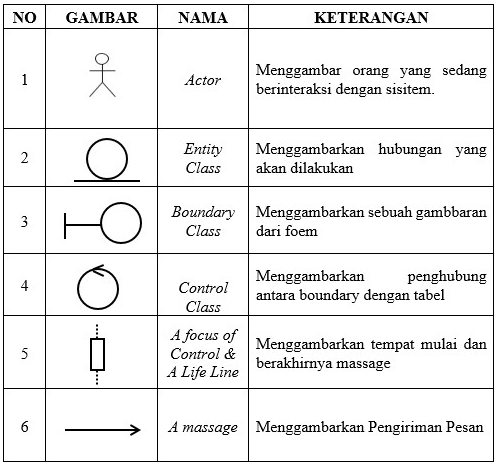 NO GAMBAR NAMA KETERANGAN
1 Actor Menggambar orang yang sedang
berinteraksi dengan sisitem.
2 Entity Class Menggambarkan hubungan yang
akan dilakukan
3 Boundary Class Menggambarkan sebuah gambbaran
dari foem
4 Control Class Menggambarkan penghubung
antara boundary dengan tabel
5 A focus of Control & A Life Line Menggambarkan tempat mulai dan
berakhirnya massage
6 A massage Menggambarkan Pengiriman Pesan